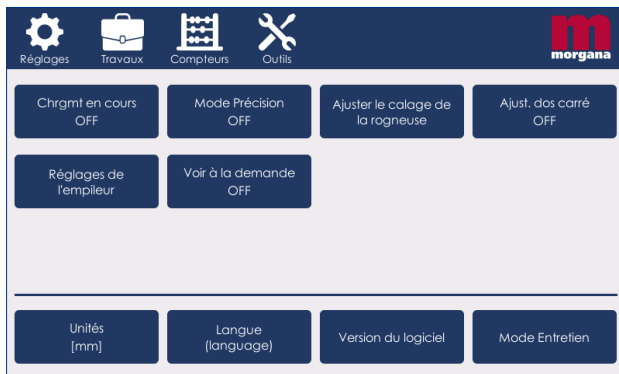 Réglages Travaux Compteurs Outils morgana
Chrgmt en cours
OFF
Mode Précision
OFF
Ajuster le calage de
la rogneuse
Ajust. dos carré
OFF
Réglages de
l'empileur
Voir à la demande
OFF
Unités
[mm]
Langue
(language)
Version du logiciel
Mode Entretien